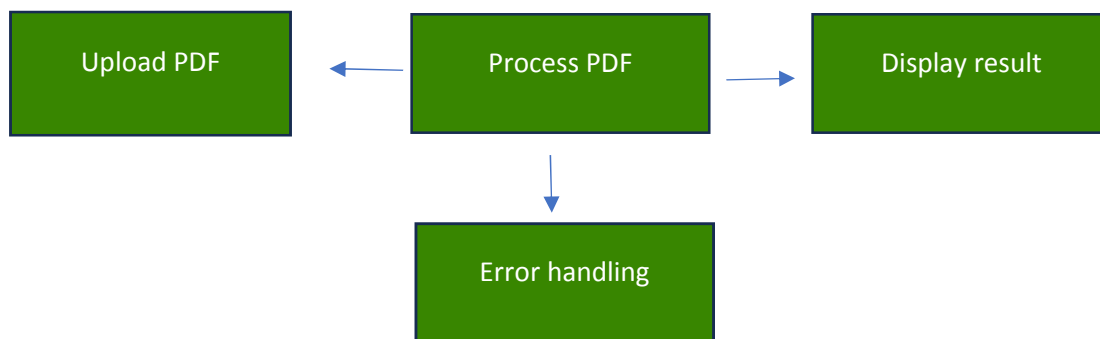 Upload PDF
Process PDF
Display result
Error handling